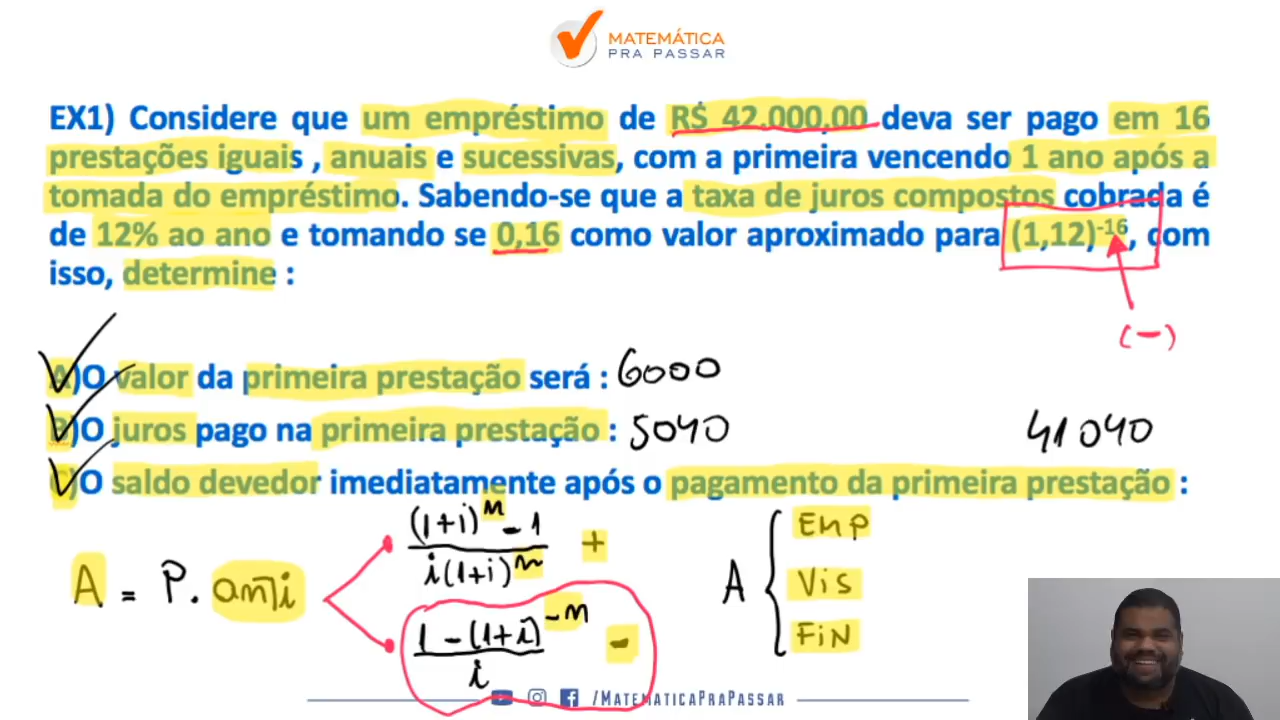 MATEMÁTICA
PRA PASSAR
EX1) Considere que um empréstimo de R$ 42.000,00 deva ser pago em 16
prestações iguais , anuais e sucessivas, com a primeira vencendo 1 ano após a
tomada do empréstimo. Sabendo-se que a taxa de juros compostos cobrada é
de 12% ao ano e tomando se 0,16 como valor aproximado para (1,12)-16, com
isso, determine :
(-)
A)O valor da primeira prestação será : 6000
B)O juros pago na primeira prestação : 5040
41040
C)O saldo devedor imediatamente após o pagamento da primeira prestação :
A = P. an̅i
(1+i)^n - 1
i(1+i)^n
+
1 - (1+i)^-n
i
-
A
Emp
Vis
FiN
/MATEMATICAPRAPASSAR